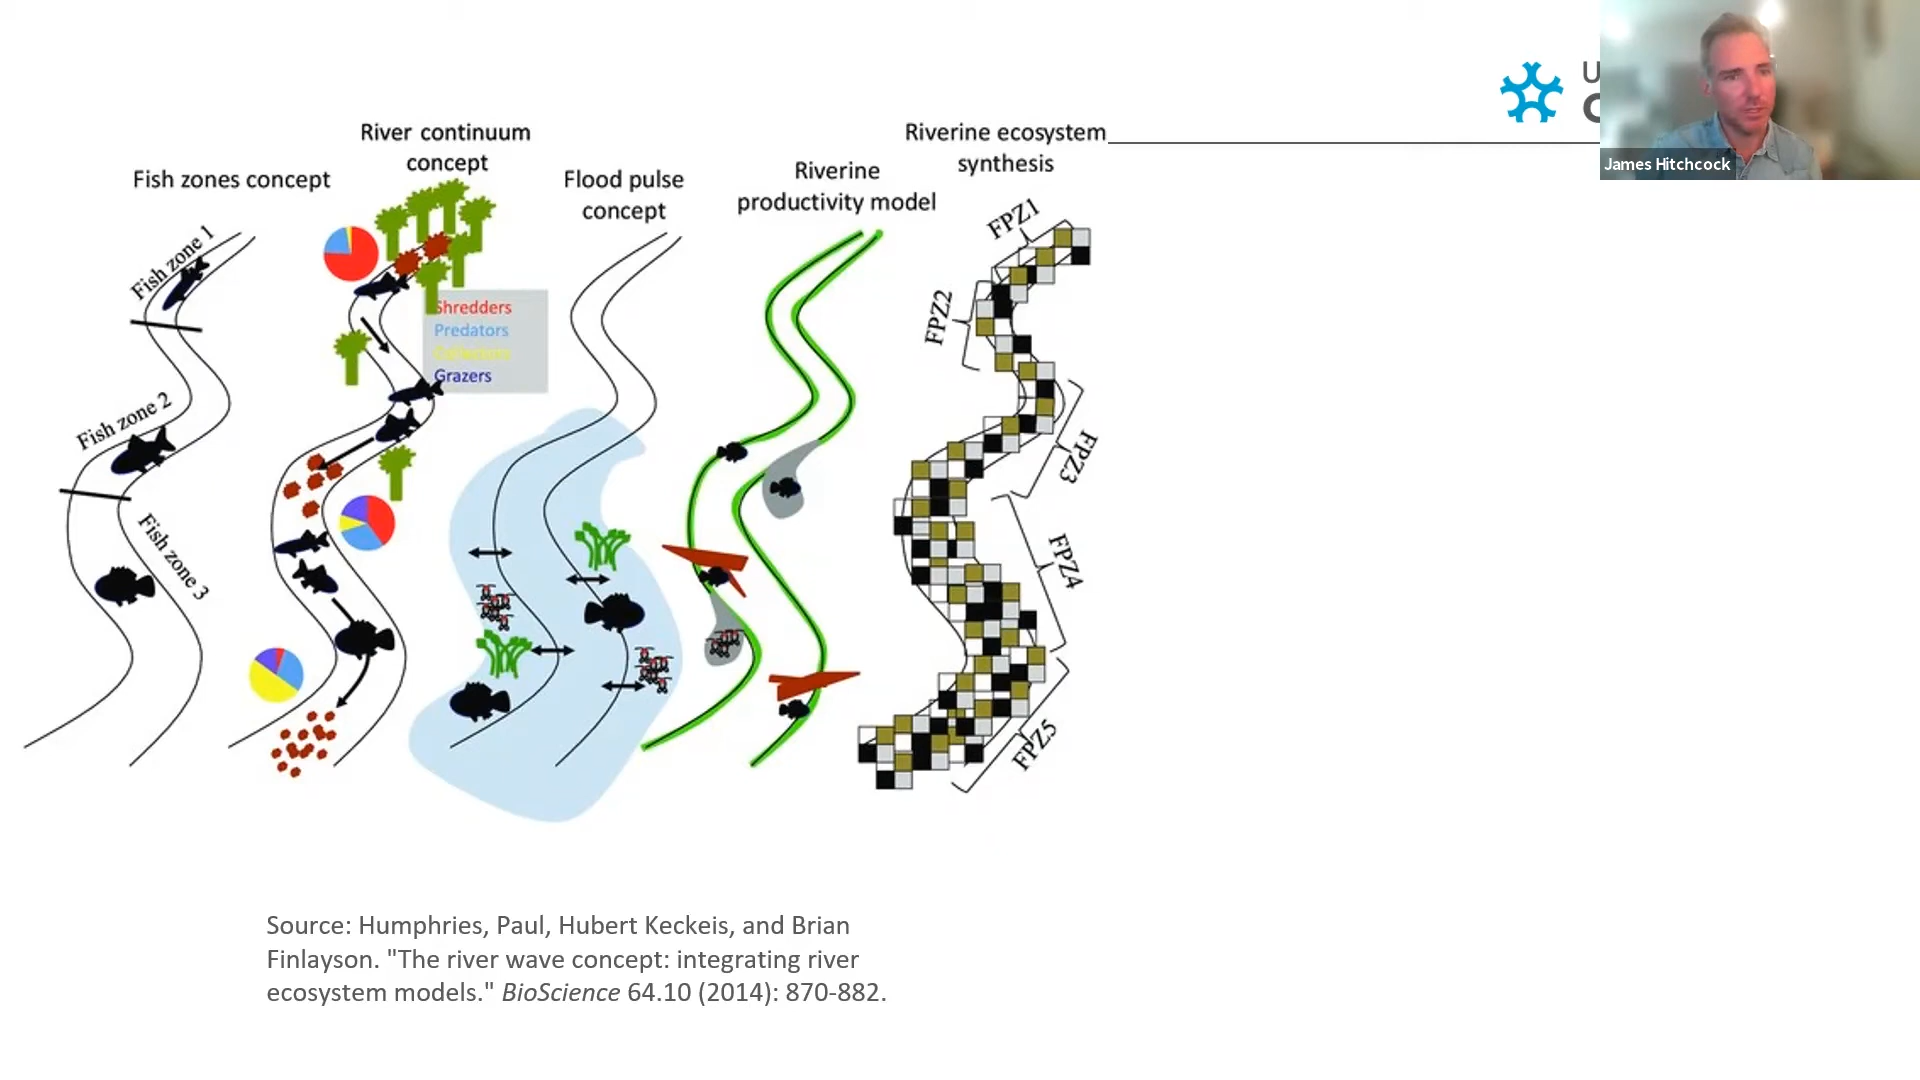 James Hitchcock
Fish zones concept
River continuum
concept
Flood pulse
concept
Riverine
productivity model
Riverine ecosystem
synthesis
Fish zone 1
Fish zone 2
Fish zone 3
Shredders
Predators
Collectors
Grazers
FPZ1
FPZ2
FPZ3
FPZ4
FPZ5
Source: Humphries, Paul, Hubert Keckeis, and Brian
Finlayson. "The river wave concept: integrating river
ecosystem models." BioScience 64.10 (2014): 870-882.